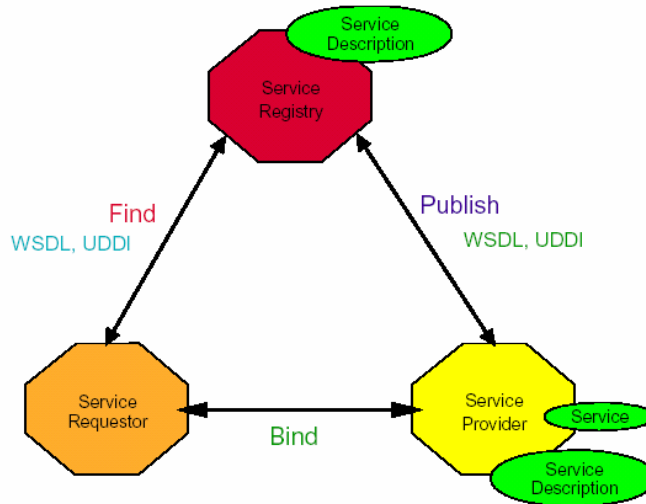 Service
Description
Service
Registry
Find
WSDL, UDDI
Publish
WSDL, UDDI
Service
Requestor
Bind
Service
Provider
Service
Service
Description